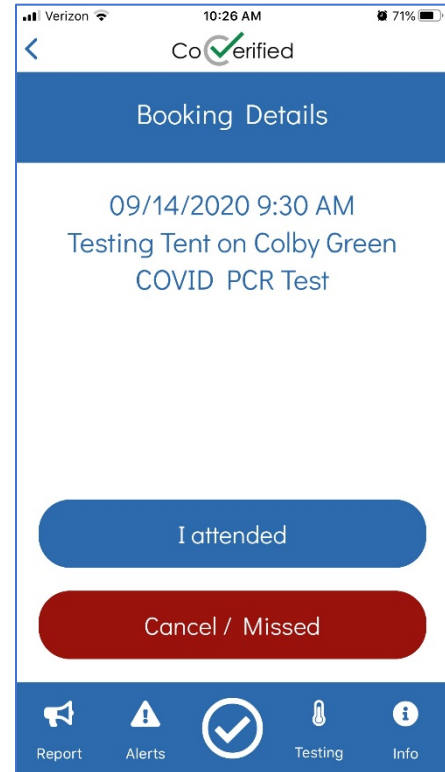 Verizon 10:26 AM 71%
CoVerified
Booking Details
09/14/2020 9:30 AM
Testing Tent on Colby Green
COVID PCR Test
I attended
Cancel / Missed
Report Alerts Testing Info